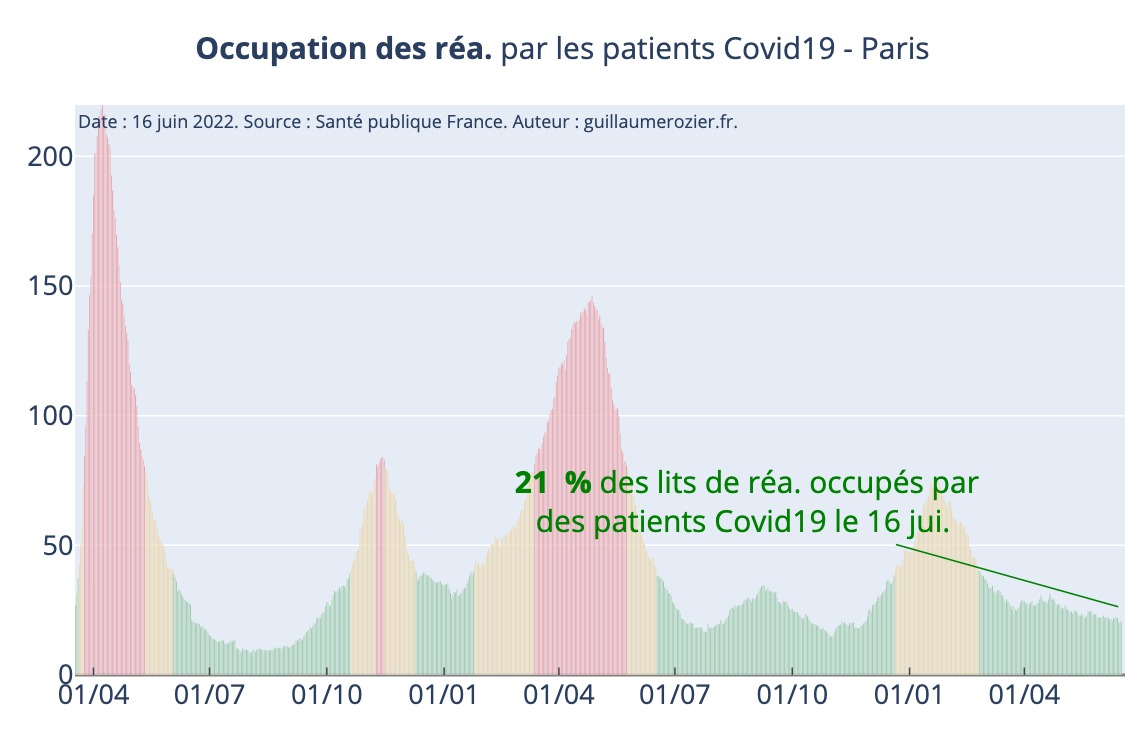 Occupation des réa. par les patients Covid19 - Paris
Date : 16 juin 2022. Source : Santé publique France. Auteur : guillaumerozier.fr.
200
150
100
21 % des lits de réa. occupés par
des patients Covid19 le 16 jui.
50
0
01/04 01/07 01/10 01/01 01/04 01/07 01/10 01/01 01/04